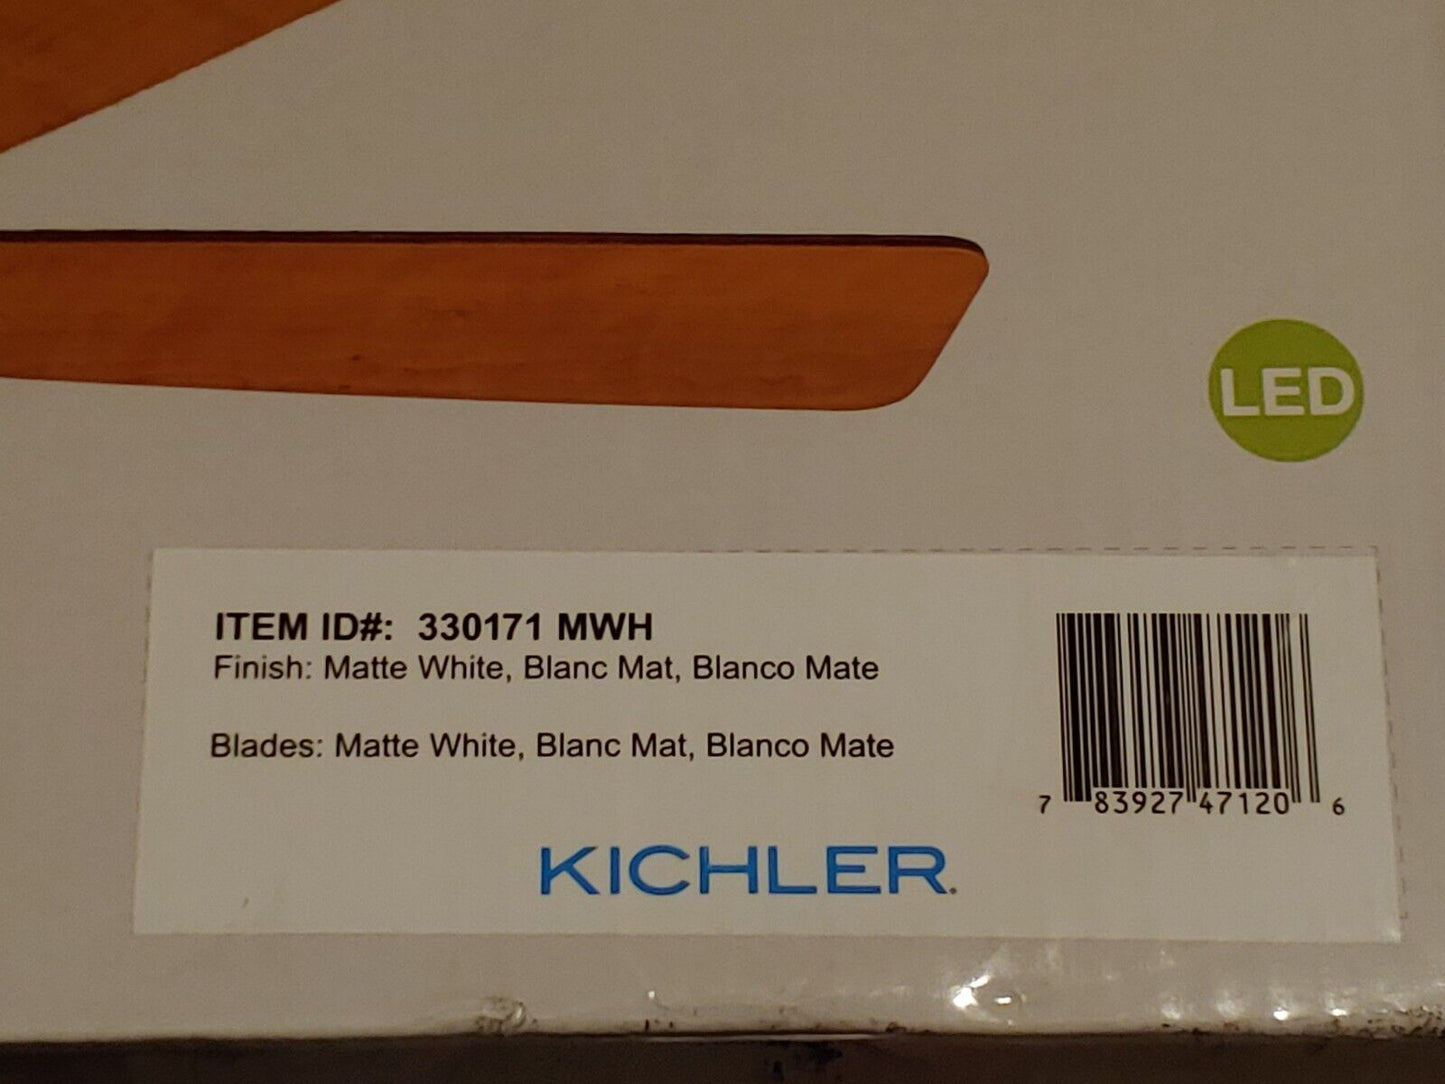 LED
ITEM ID#: 330171 MWH
Finish: Matte White, Blanc Mat, Blanco Mate
Blades: Matte White, Blanc Mat, Blanco Mate
7 83927 47120 6
KICHLER.